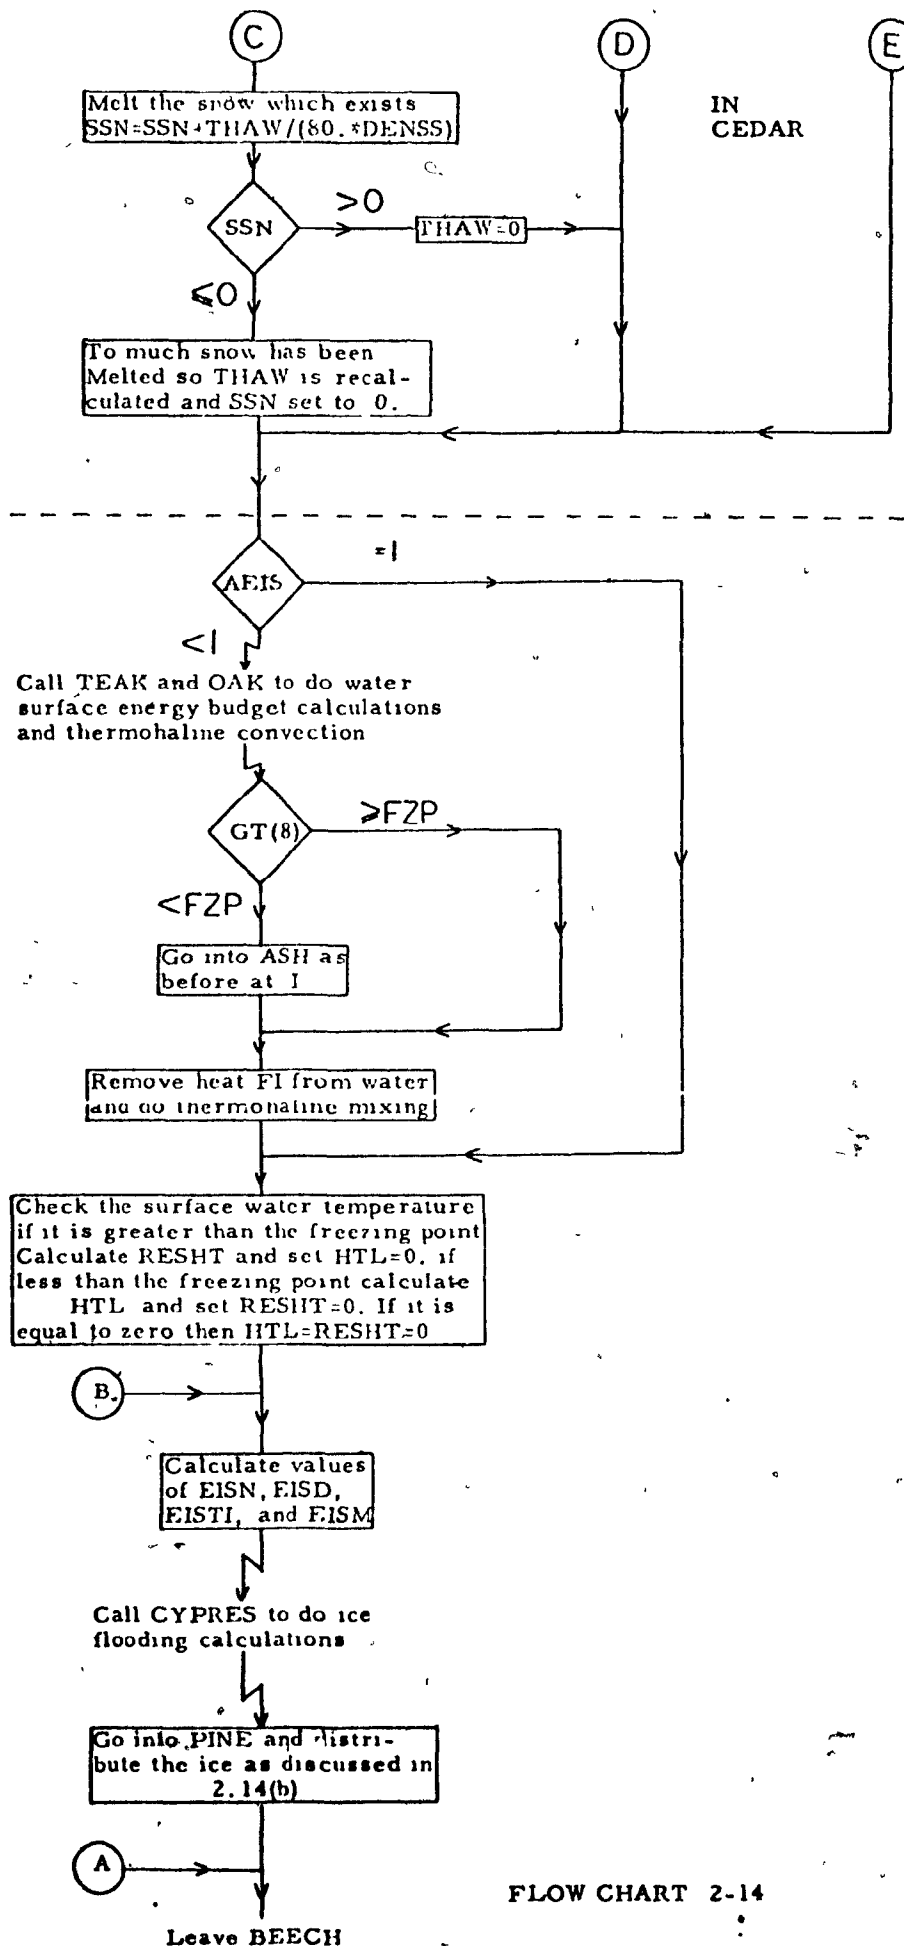 C
D
E
Melt the snow which exists
SSN=SSN+THAW/(80.*DENSS)
IN
CEDAR
>0
SSN
THAW=0
≤0
To much snow has been
Melted so THAW is recal-
culated and SSN set to 0.
=1
AEIS
<1
Call TEAK and OAK to do water
surface energy budget calculations
and thermohaline convection
≥FZP
GT(8)
<FZP
Go into ASH as
before at I
Remove heat FI from water
and do thermohaline mixing
Check the surface water temperature
if it is greater than the freezing point
Calculate RESHT and set HTL=0. if
less than the freezing point calculate
HTL and set RESHT=0. If it is
equal to zero then HTL=RESHT=0
B
Calculate values
of EISN, EISD,
EISTI, and EISM
Call CYPRES to do ice
flooding calculations
Go into PINE and distri-
bute the ice as discussed in
2.14(b)
A
FLOW CHART 2-14
Leave BEECH